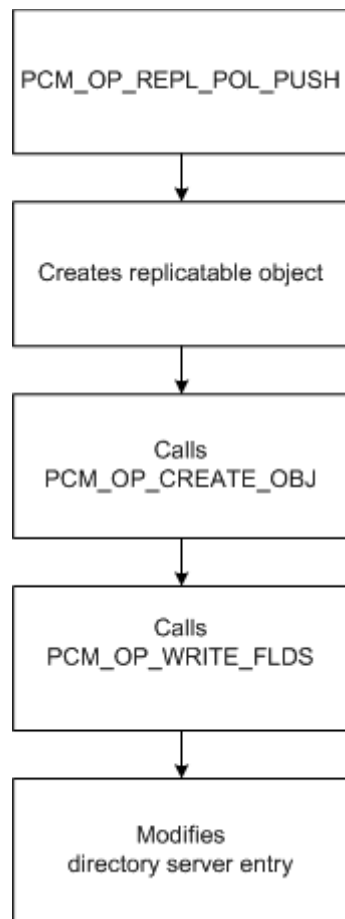 PCM_OP_REPL_POL_PUSH
Creates replicatable object
Calls
PCM_OP_CREATE_OBJ
Calls
PCM_OP_WRITE_FLDS
Modifies
directory server entry